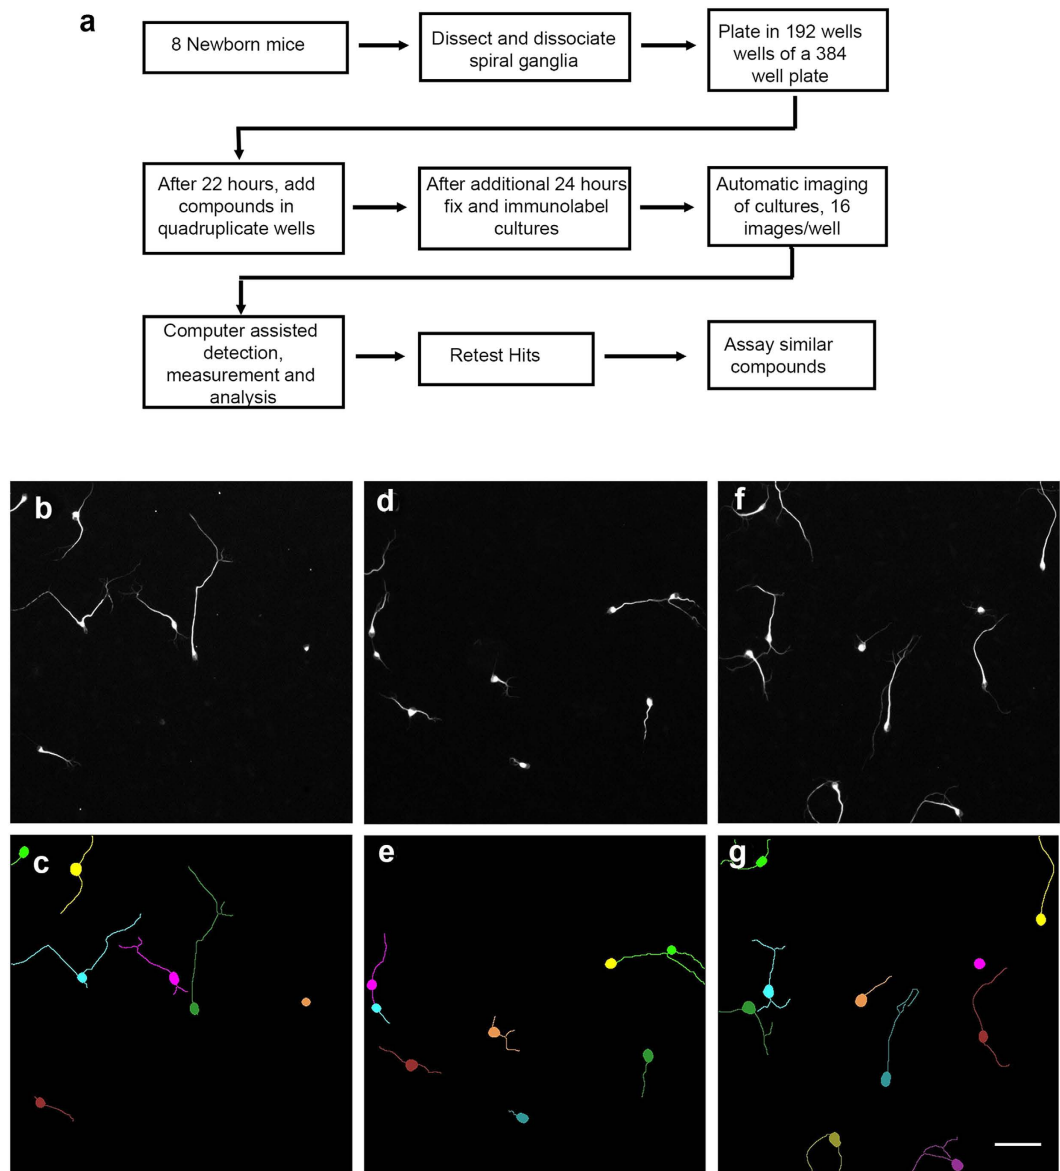 a
8 Newborn mice
Dissect and dissociate
spiral ganglia
Plate in 192 wells
wells of a 384
well plate
After 22 hours, add
compounds in
quadruplicate wells
After additional 24 hours
fix and immunolabel
cultures
Automatic imaging
of cultures, 16
images/well
Computer assisted
detection,
measurement and
analysis
Retest Hits
Assay similar
compounds
b
d
f
c
e
g